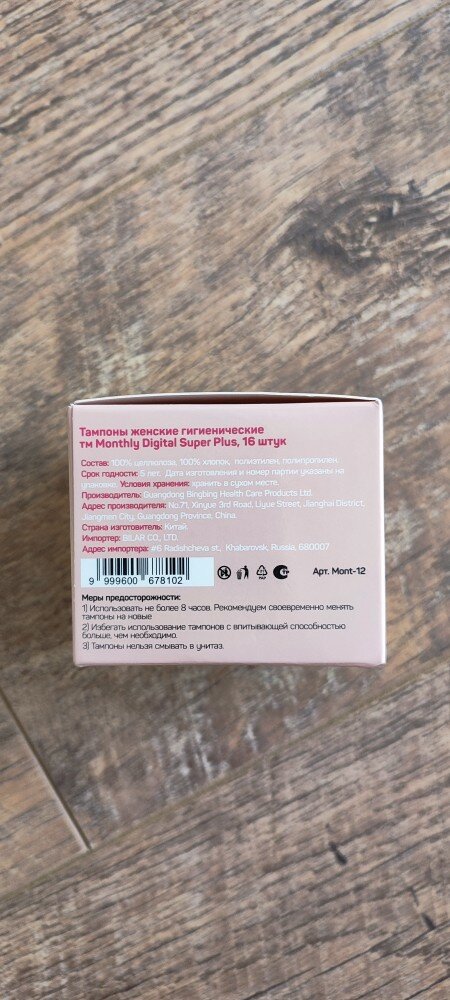 Тампоны женские гигиенические
тм Monthly Digital Super Plus, 16 штук
Состав: 100% целлюлоза, 100% хлопок, полиэтилен, полипропилен.
Срок годности: 5 лет. Дата изготовления и номер партии указаны на
упаковке. Условия хранения: хранить в сухом месте.
Производитель: Guangdong Bingbing Health Care Products Ltd.
Адрес производителя: No.71, Xinyue 3rd Road, Liyue Street, Jianghai District,
Jiangmen City, Guangdong Province, China.
Страна изготовитель: Китай.
Импортер: BILAR CO., LTD.
Адрес импортера: #6 Radishcheva st., Khabarovsk, Russia, 680007
9 999600 678102
Арт. Mont-12
Меры предосторожности:
1) Использовать не более 8 часов. Рекомендуем своевременно менять
тампоны на новые
2) Избегать использование тампонов с впитывающей способностью
больше, чем необходимо.
3) Тампоны нельзя смывать в унитаз.